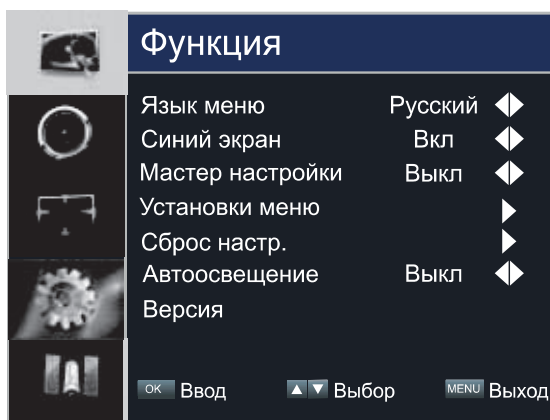 Функция
Язык меню Русский
Синий экран Вкл
Мастер настройки Выкл
Установки меню
Сброс настр.
Автоосвещение Выкл
Версия
OK Ввод ▲▼ Выбор MENU Выход